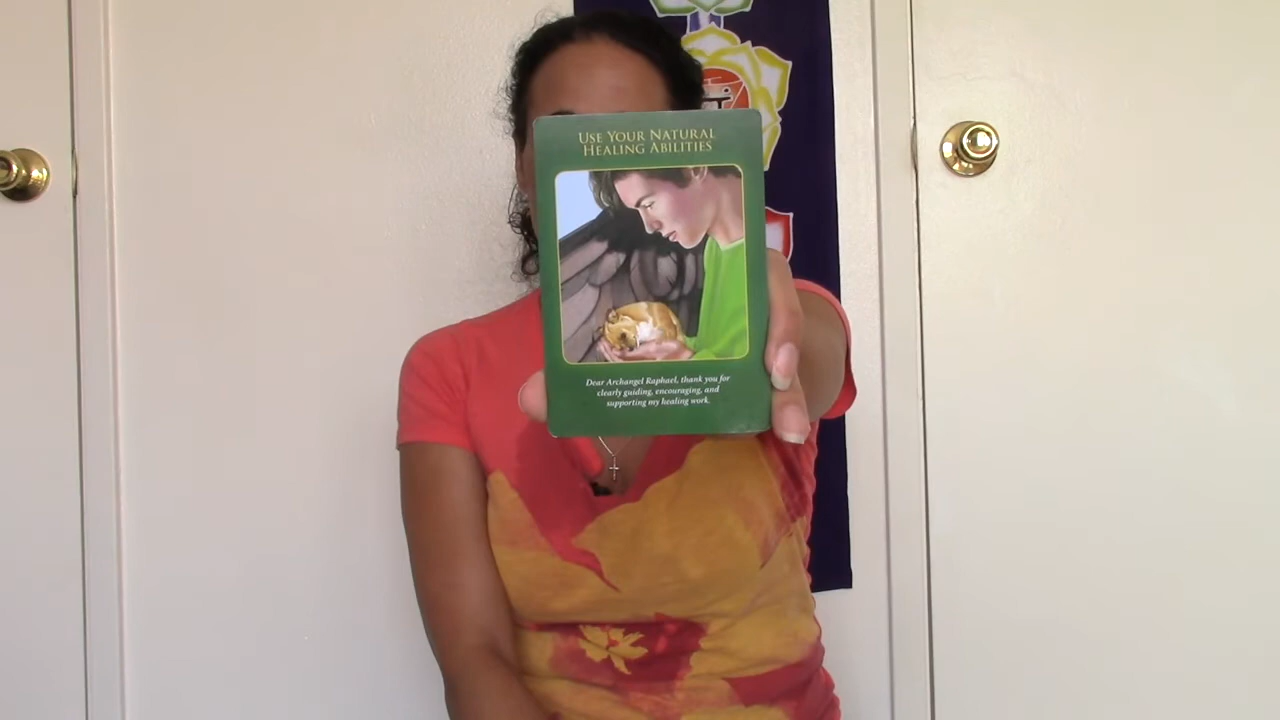 USE YOUR NATURAL
HEALING ABILITIES
Dear Archangel Raphael, thank you for
clearly guiding, encouraging, and
supporting my healing work.